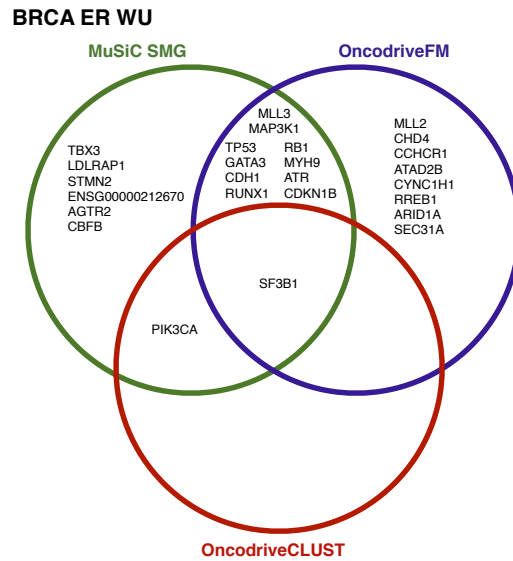 BRCA ER WU
MuSiC SMG
OncodriveFM
MLL3
MAP3K1
TP53 RB1
GATA3 MYH9
CDH1 ATR
RUNX1 CDKN1B
TBX3
LDLRAP1
STMN2
ENSG00000212670
AGTR2
CBFB
MLL2
CHD4
CCHCR1
ATAD2B
CYNC1H1
RREB1
ARID1A
SEC31A
SF3B1
PIK3CA
OncodriveCLUST